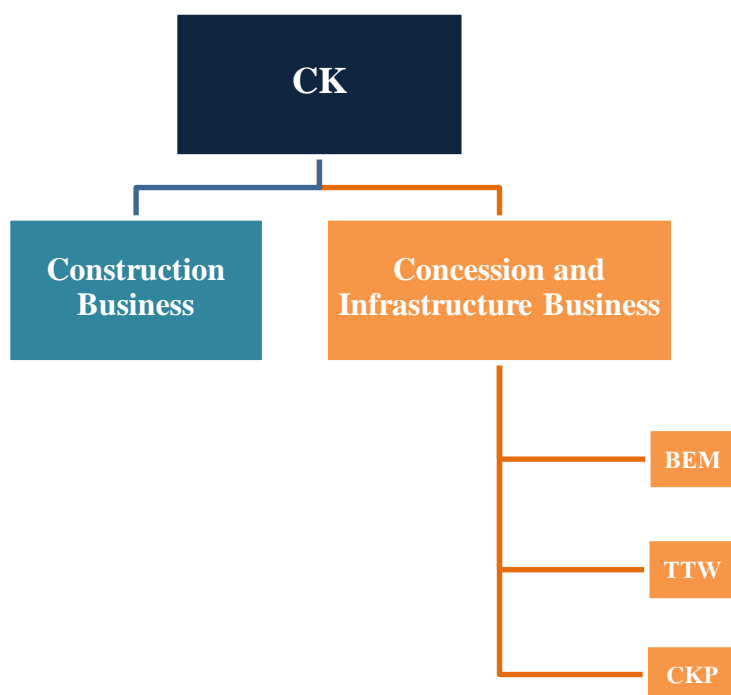 CK
Construction
Business
Concession and
Infrastructure Business
BEM
TTW
CKP